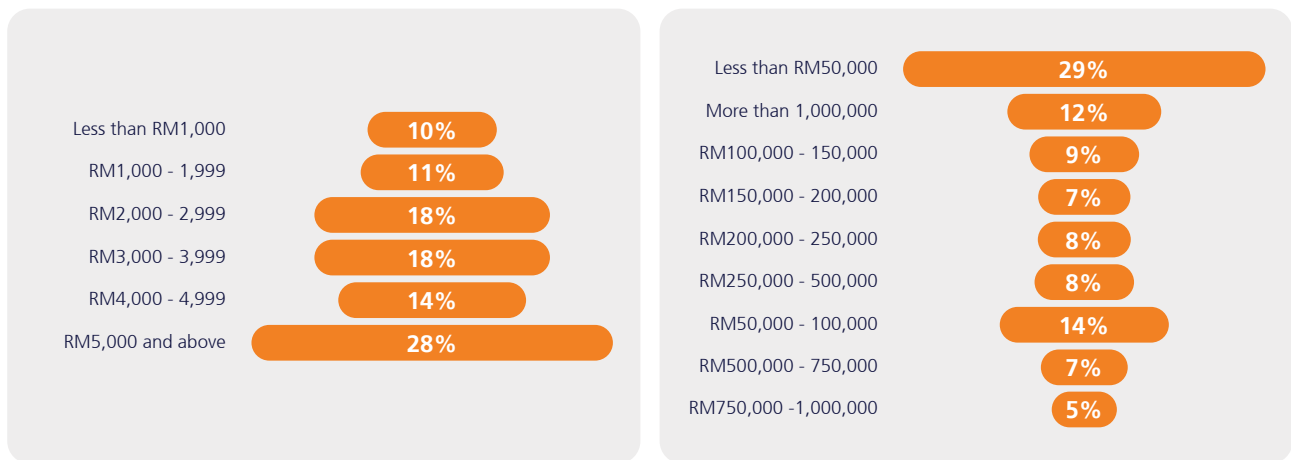 Less than RM1,000 10%
RM1,000 - 1,999 11%
RM2,000 - 2,999 18%
RM3,000 - 3,999 18%
RM4,000 - 4,999 14%
RM5,000 and above 28%
Less than RM50,000 29%
More than 1,000,000 12%
RM100,000 - 150,000 9%
RM150,000 - 200,000 7%
RM200,000 - 250,000 8%
RM250,000 - 500,000 8%
RM50,000 - 100,000 14%
RM500,000 - 750,000 7%
RM750,000 -1,000,000 5%